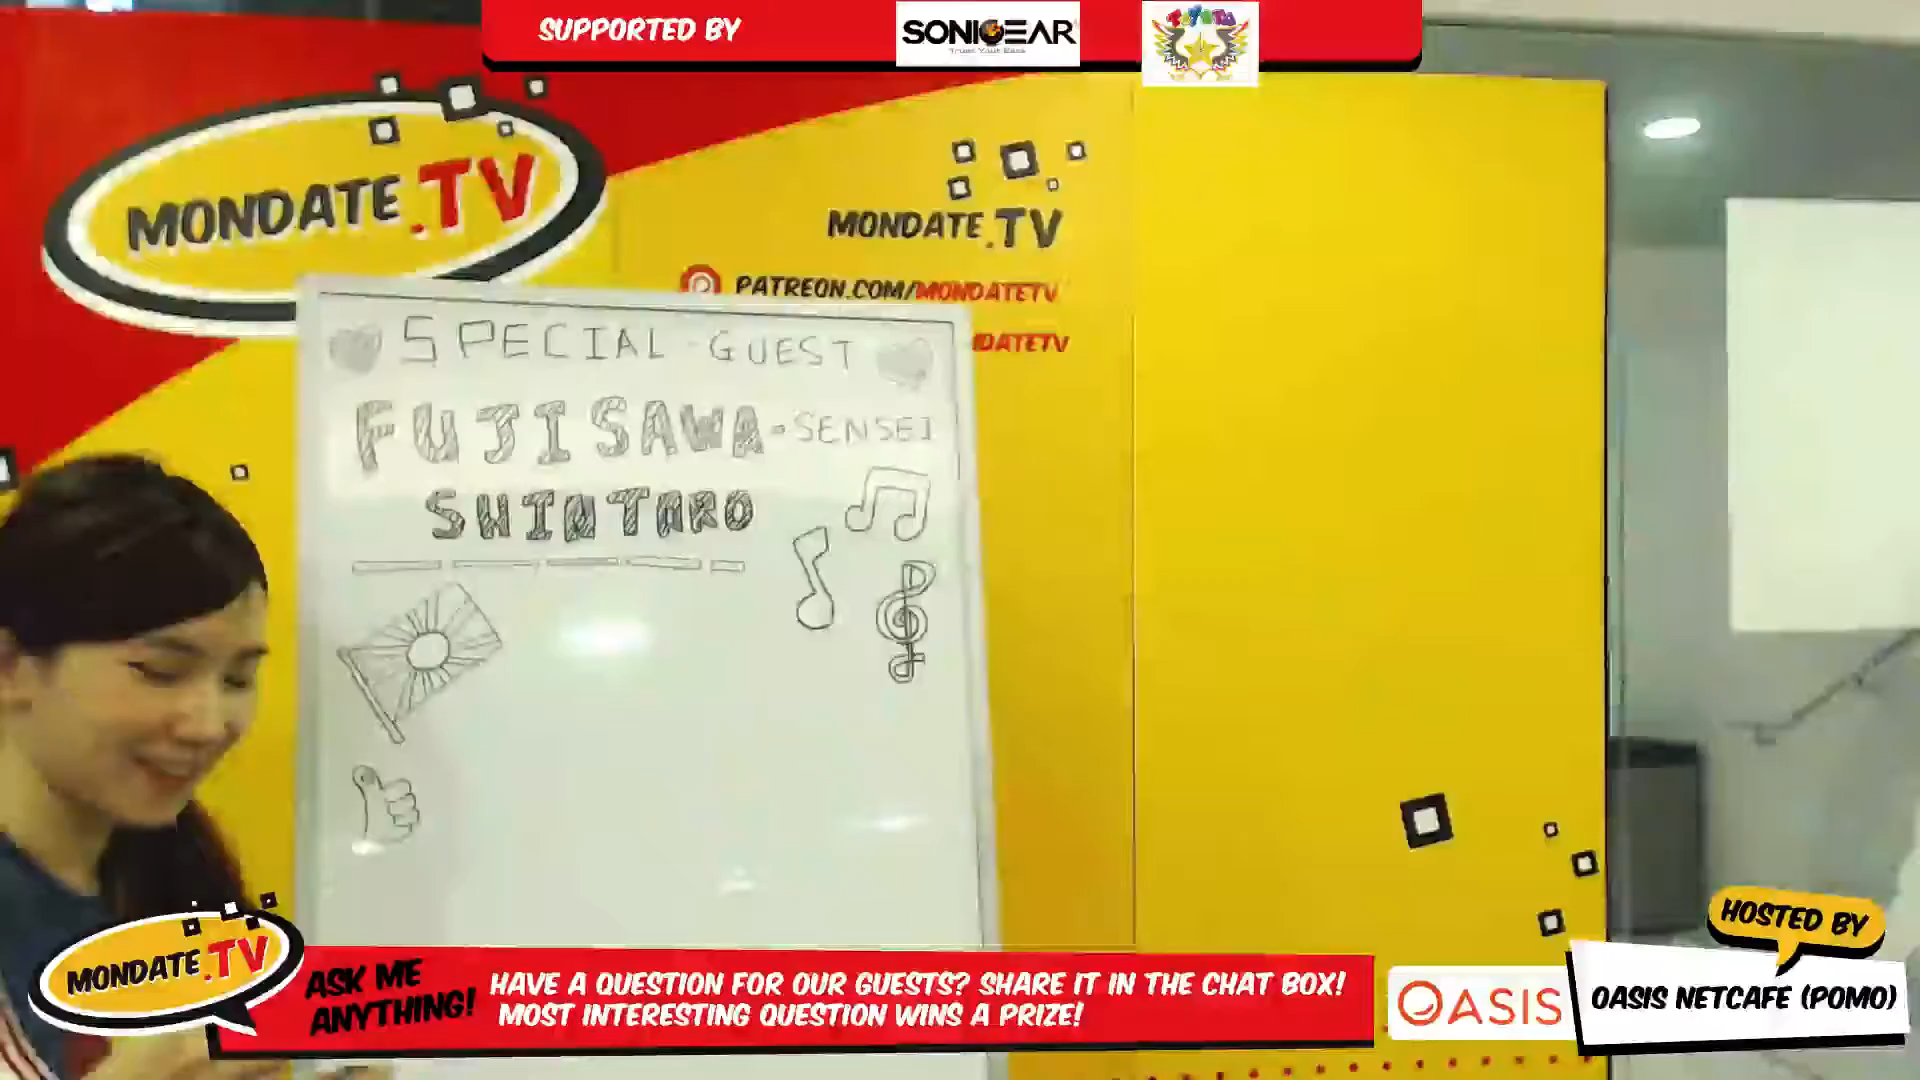 SUPPORTED BY
SONICGEAR
MONDATE.TV
MONDATE.TV
PATREON.COM/MONDATETV
DATETV
SPECIAL-GUEST
FUJISAWA-SENSEI
SHINTARO
MONDATE.TV
ASK ME
ANYTHING!
HAVE A QUESTION FOR OUR GUESTS? SHARE IT IN THE CHAT BOX!
MOST INTERESTING QUESTION WINS A PRIZE!
OASIS
HOSTED BY
OASIS NETCAFE (POMO)